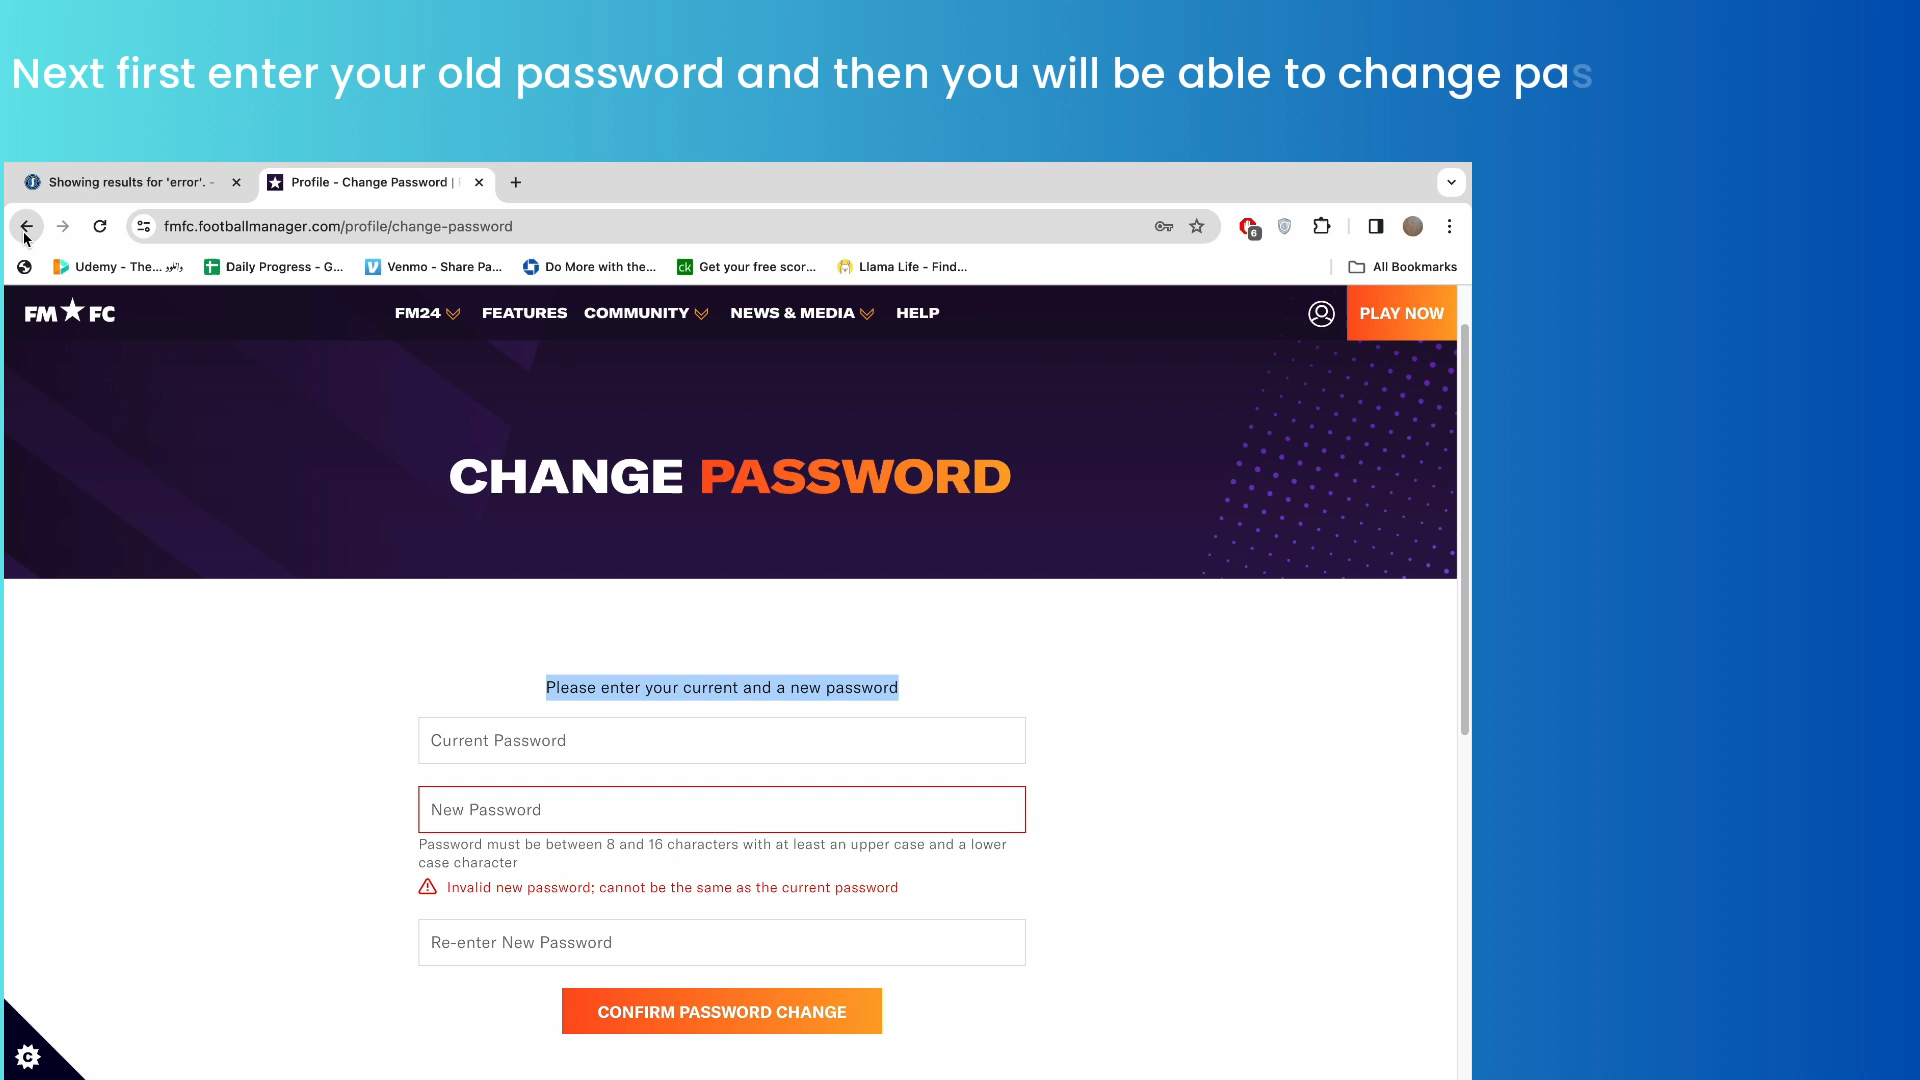 Next first enter your old password and then you will be able to change pas
Showing results for 'error'. -
Profile - Change Password |
fmfc.footballmanager.com/profile/change-password
6
Udemy - The...
Daily Progress - G...
Venmo - Share Pa...
Do More with the...
ck Get your free scor...
Llama Life - Find...
All Bookmarks
FM FC
FM24
FEATURES
COMMUNITY
NEWS & MEDIA
HELP
PLAY NOW
CHANGE PASSWORD
Please enter your current and a new password
Current Password
New Password
Password must be between 8 and 16 characters with at least an upper case and a lower
case character
Invalid new password; cannot be the same as the current password
Re-enter New Password
CONFIRM PASSWORD CHANGE
C